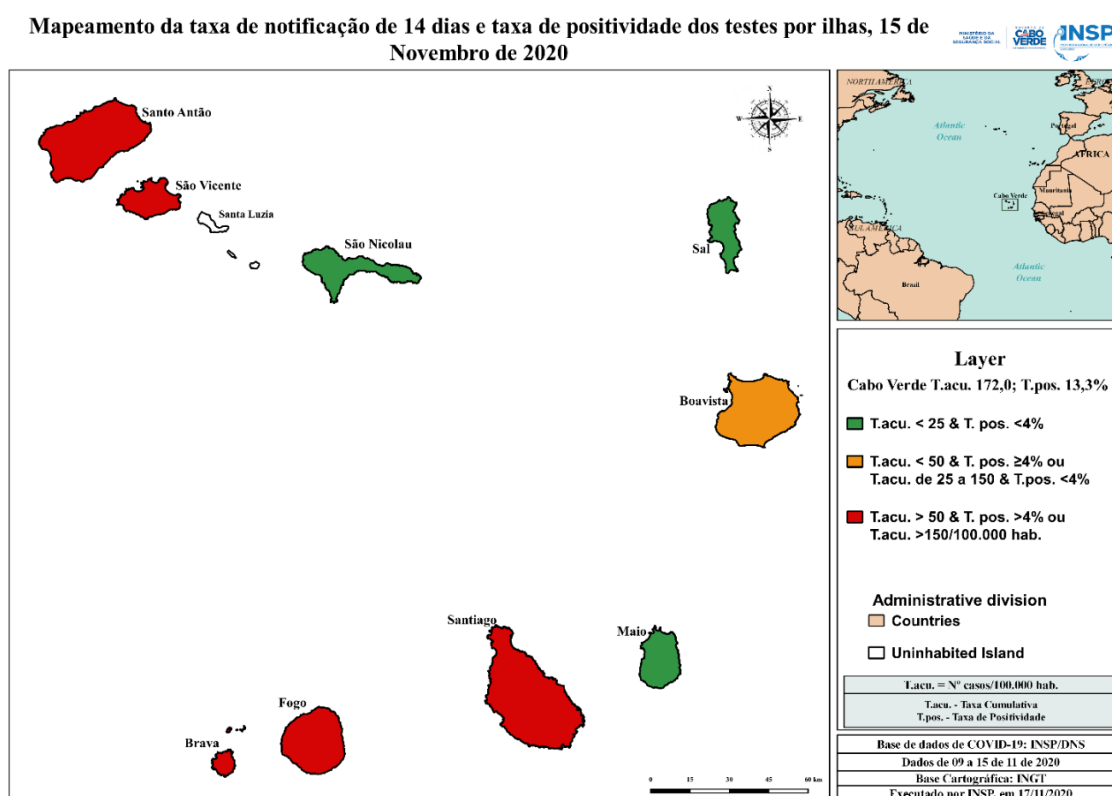 Mapeamento da taxa de notificação de 14 dias e taxa de positividade dos testes por ilhas, 15 de
Novembro de 2020
MINISTÉRIO DA
SAÚDE E DA
SEGURANÇA SOCIAL
CABO
VERDE
INSP
Santo Antão
São Vicente
Santa Luzia
São Nicolau
Sal
Boavista
Santiago
Maio
Fogo
Brava
N
W
E
S
0 15 30 45 60 km
NORTH AMERICA
Atlantic
Ocean
Portugal
AFRICA
Mauritania
Cabo Verde
Brazil
Atlantic
Ocean
Layer
Cabo Verde T.acu. 172,0; T.pos. 13,3%
T.acu. < 25 & T. pos. <4%
T.acu. < 50 & T. pos. ≥4% ou
T.acu. de 25 a 150 & T.pos. <4%
T.acu. > 50 & T. pos. >4% ou
T.acu. >150/100.000 hab.
Administrative division
Countries
Uninhabited Island
T.acu. = Nº casos/100.000 hab.
T.acu. - Taxa Cumulativa
T.pos. - Taxa de Positividade
Base de dados de COVID-19: INSP/DNS
Dados de 09 a 15 de 11 de 2020
Base Cartográfica: INGT
Executado por INSP, em 17/11/2020